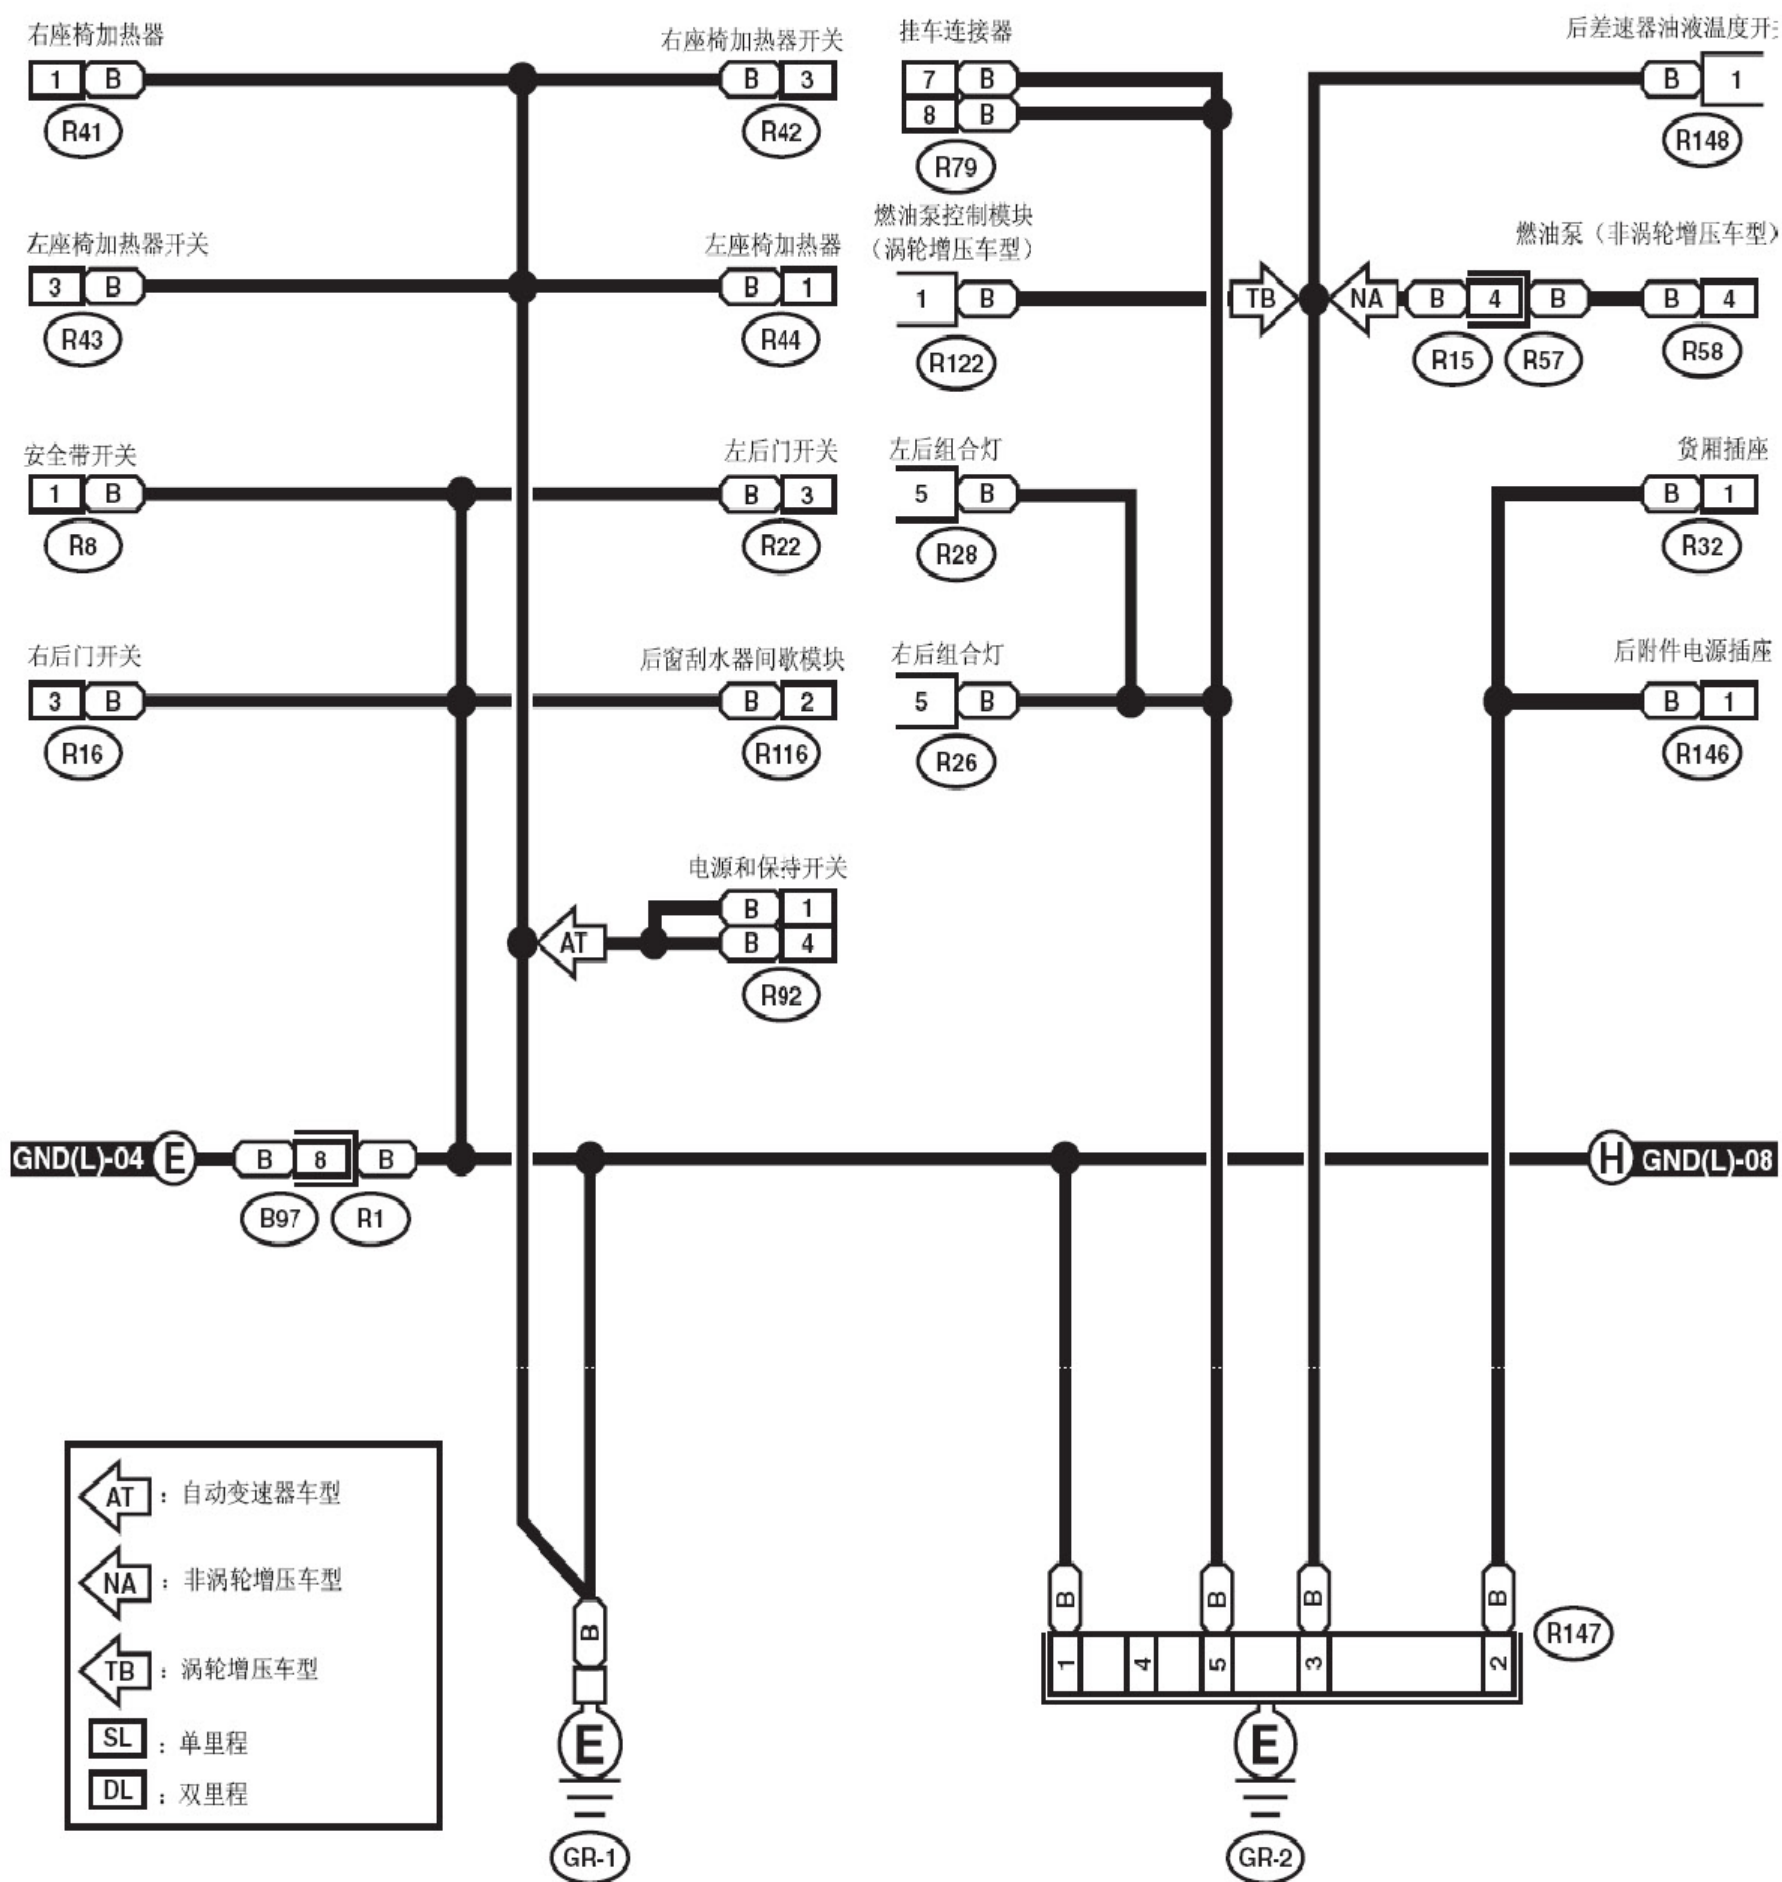 右座椅加热器
1 B
R41
右座椅加热器开关
B 3
R42
挂车连接器
7 B
8 B
R79
后差速器油液温度开
B 1
R148
左座椅加热器开关
3 B
R43
左座椅加热器
B 1
R44
燃油泵控制模块
（涡轮增压车型）
1 B
R122
TB
NA
燃油泵（非涡轮增压车型）
B 4 B
R15 R57
B 4
R58
安全带开关
1 B
R8
左后门开关
B 3
R22
左后组合灯
5 B
R28
货厢插座
B 1
R32
右后门开关
3 B
R16
后窗刮水器间歇模块
B 2
R116
右后组合灯
5 B
R26
后附件电源插座
B 1
R146
电源和保持开关
AT
B 1
B 4
R92
GND(L)-04 E
B 8 B
B97 R1
H GND(L)-08
AT ：自动变速器车型
NA ：非涡轮增压车型
TB ：涡轮增压车型
SL ：单里程
DL ：双里程
B
E
GR-1
B B B B
1 4 5 3 2
R147
E
GR-2